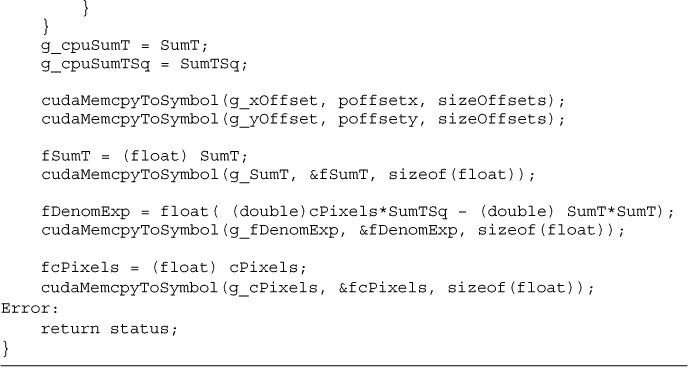 }
    }
    g_cpuSumT = SumT;
    g_cpuSumTSq = SumTSq;

    cudaMemcpyToSymbol(g_xOffset, poffsetx, sizeOffsets);
    cudaMemcpyToSymbol(g_yOffset, poffsety, sizeOffsets);

    fSumT = (float) SumT;
    cudaMemcpyToSymbol(g_SumT, &fSumT, sizeof(float));

    fDenomExp = float( (double)cPixels*SumTSq - (double) SumT*SumT);
    cudaMemcpyToSymbol(g_fDenomExp, &fDenomExp, sizeof(float));

    fcPixels = (float) cPixels;
    cudaMemcpyToSymbol(g_cPixels, &fcPixels, sizeof(float));
Error:
    return status;
}